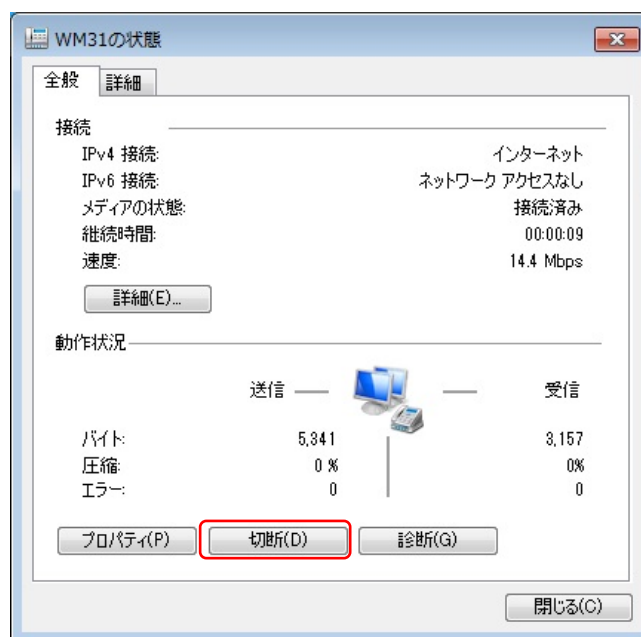 WM31の状態
全般 詳細
接続
IPv4 接続: インターネット
IPv6 接続: ネットワーク アクセスなし
メディアの状態: 接続済み
継続時間: 00:00:09
速度: 14.4 Mbps
詳細(E)...
動作状況
送信 受信
バイト: 5,341 3,157
圧縮: 0 % 0%
エラー: 0 0
プロパティ(P) 切断(D) 診断(G)
閉じる(C)